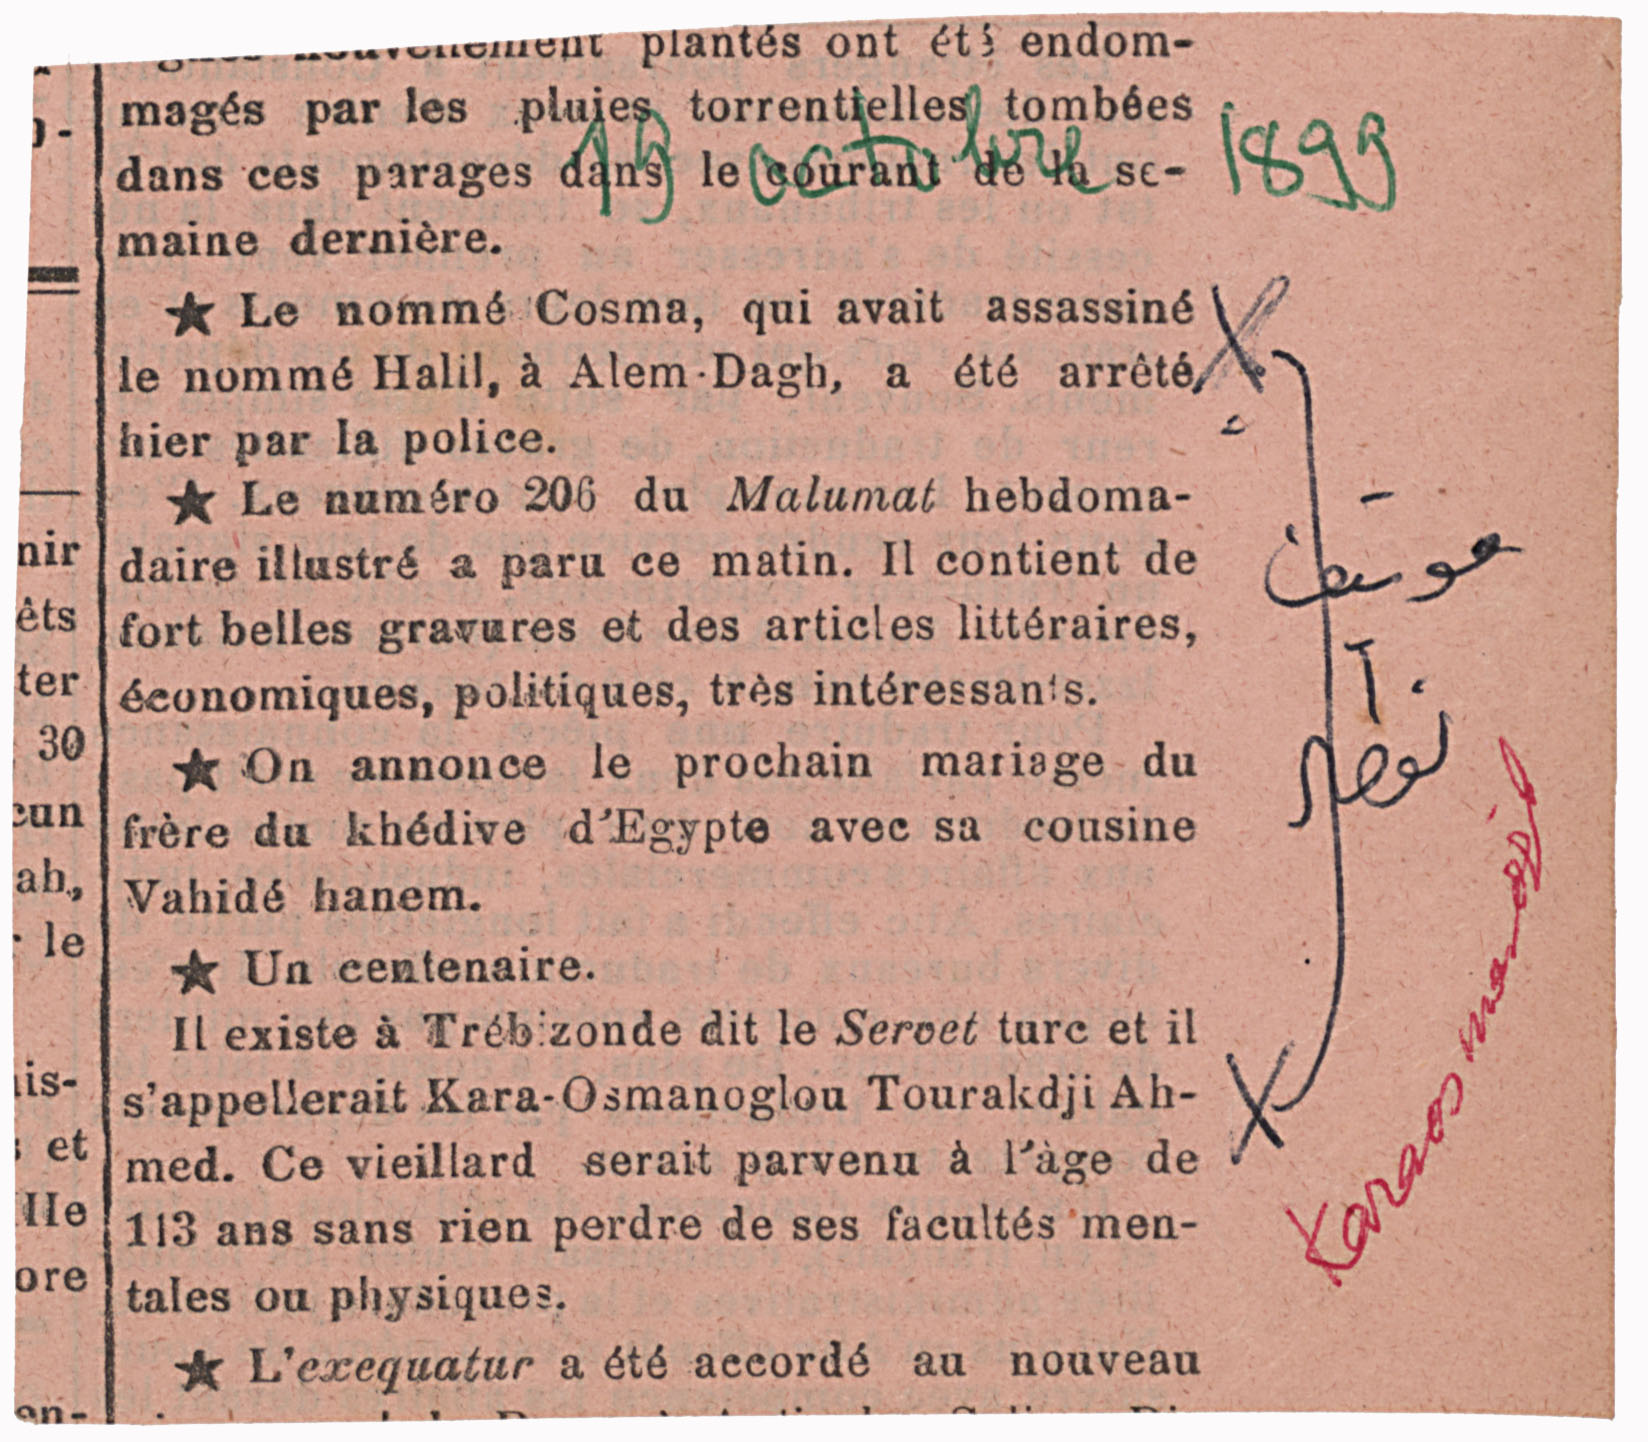 plantés ont été endom-
magés par les pluies torrentielles tombées
19 octobre 1899
dans ces parages dans le courant de la se-
maine dernière.
★ Le nommé Cosma, qui avait assassiné
le nommé Halil, à Alem-Dagh, a été arrêté
hier par la police.
★ Le numéro 206 du Malumat hebdoma-
daire illustré a paru ce matin. Il contient de
fort belles gravures et des articles littéraires,
économiques, politiques, très intéressants.
★ On annonce le prochain mariage du
frère du khédive d'Egypte avec sa cousine
Vahidé hanem.
★ Un centenaire.
Il existe à Trébizonde dit le Servet turc et il
s'appellerait Kara-Osmanoglou Tourakdji Ah-
med. Ce vieillard serait parvenu à l'àge de
113 ans sans rien perdre de ses facultés men-
tales ou physiques.
★ L'exequatur a été accordé au nouveau
nir
êts
ter
30
cun
ah,
le
is-
et
IIe
ore
en-